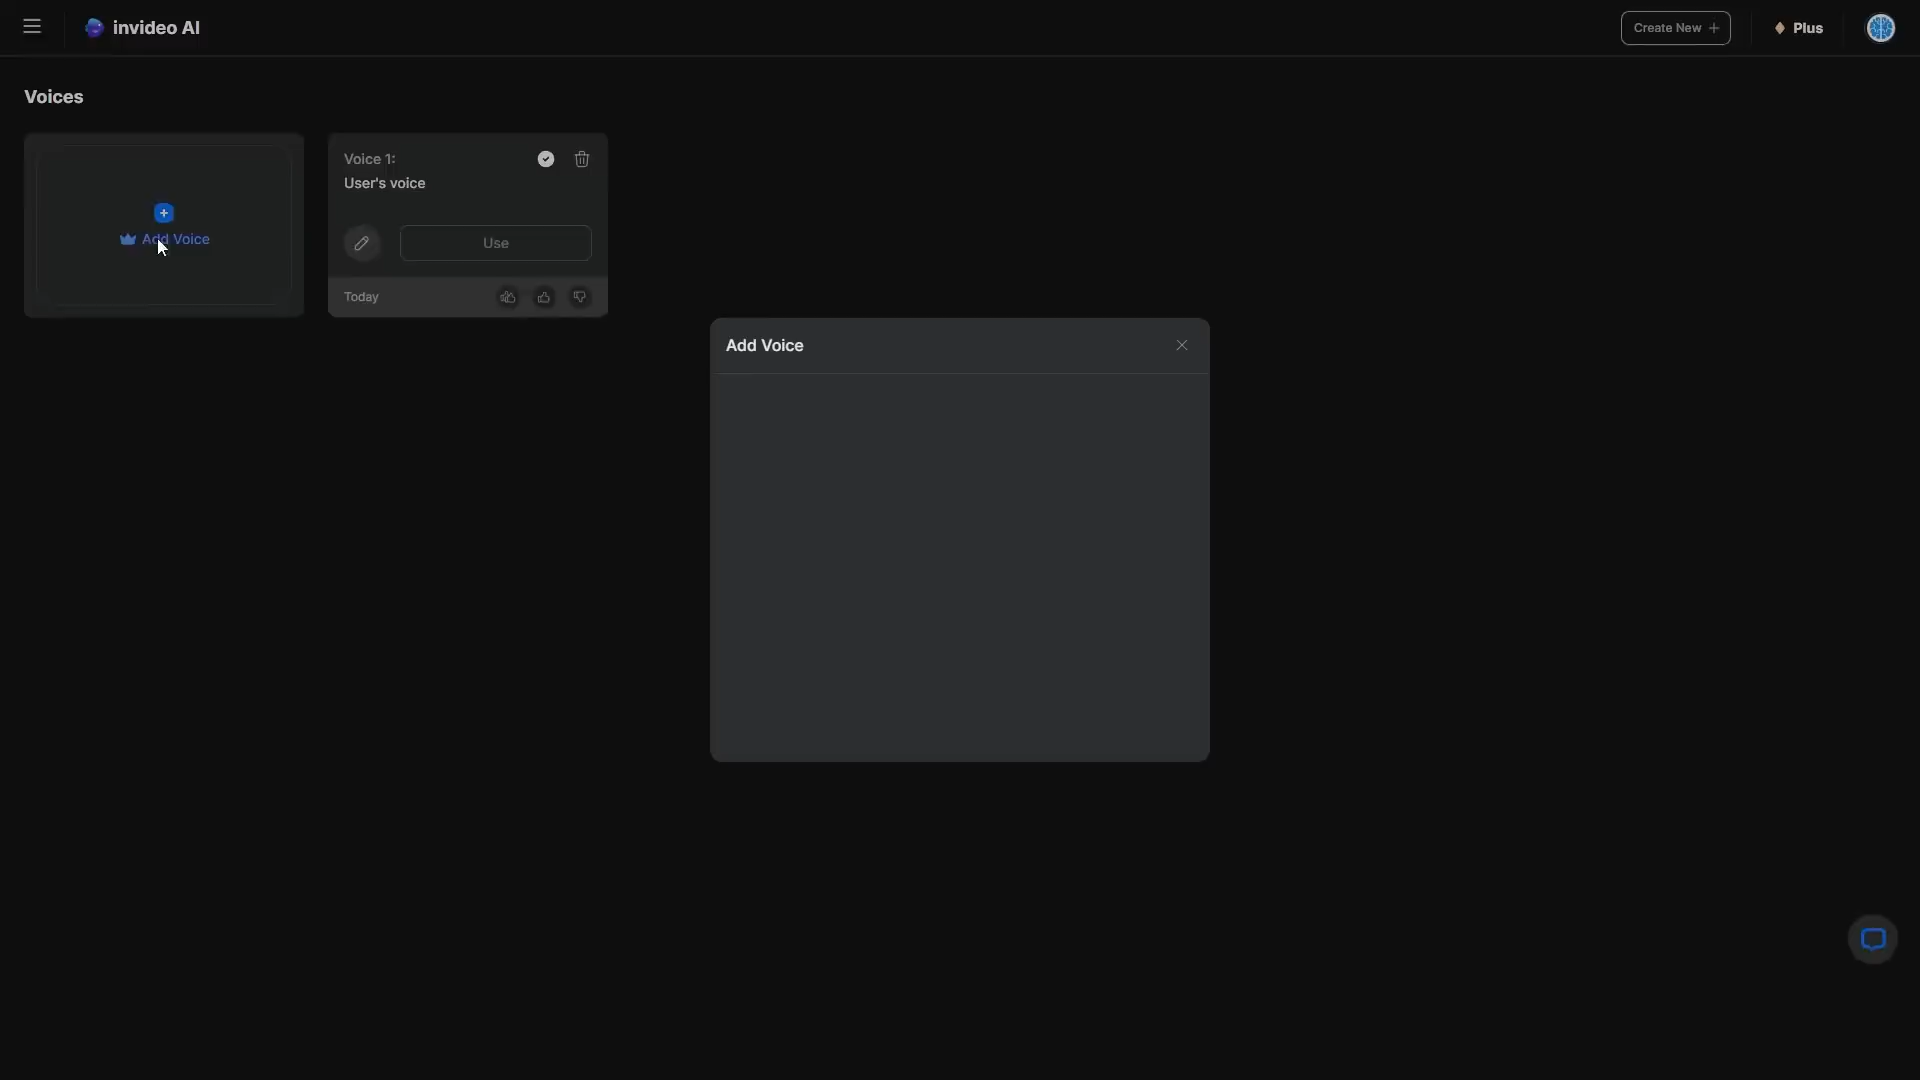 invideo AI
Create New
Plus
Voices
Add Voice
Voice 1:
User's voice
Use
Today
Add Voice